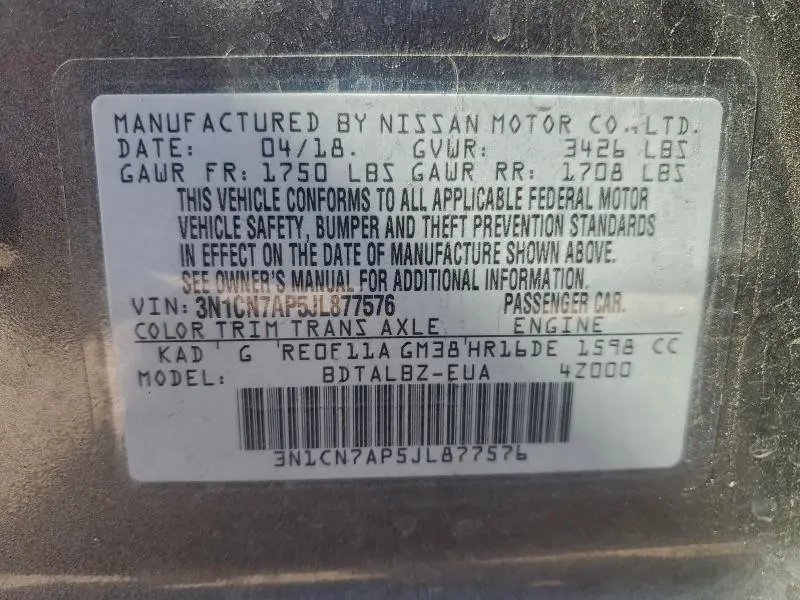 MANUFACTURED BY NISSAN MOTOR CO.,LTD.
DATE: 04/18. GVWR: 3426 LBS
GAWR FR: 1750 LBS GAWR RR: 1708 LBS
THIS VEHICLE CONFORMS TO ALL APPLICABLE FEDERAL MOTOR
VEHICLE SAFETY, BUMPER AND THEFT PREVENTION STANDARDS
IN EFFECT ON THE DATE OF MANUFACTURE SHOWN ABOVE.
SEE OWNER'S MANUAL FOR ADDITIONAL INFORMATION.
VIN: 3N1CN7AP5JL877576 PASSENGER CAR.
COLOR TRIM TRANS AXLE ENGINE
KAD G RE0F11A GM38 HR16DE 1598 CC
MODEL: BDTALBZ-EUA 4Z000
3N1CN7AP5JL877576